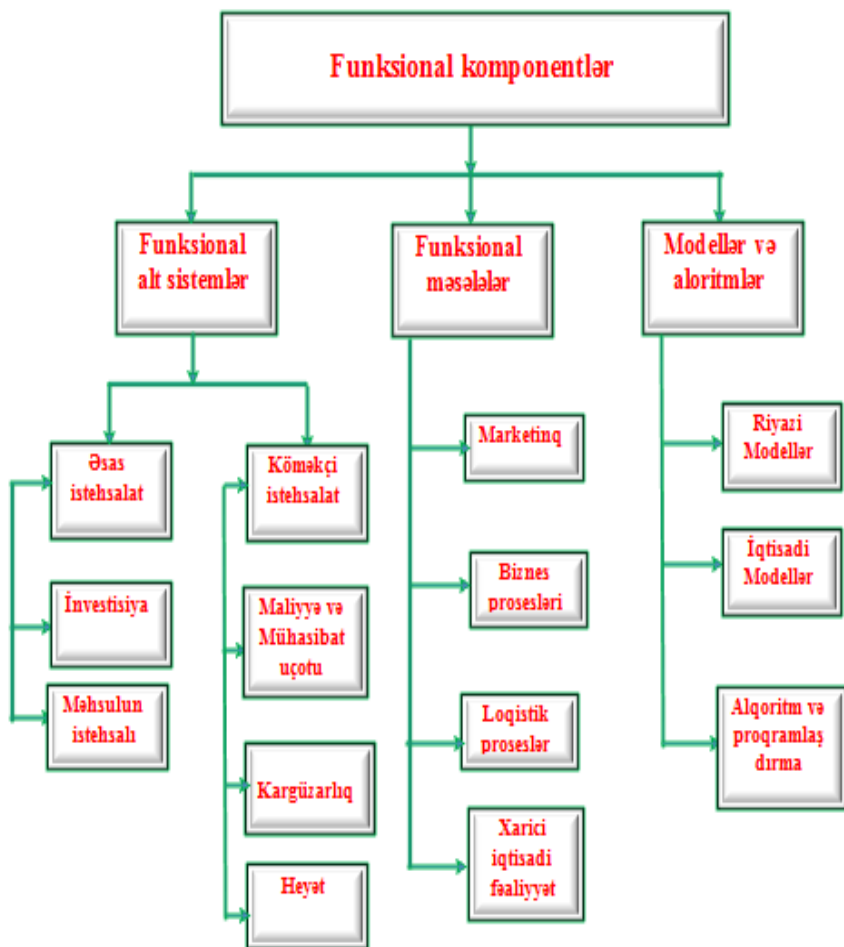 Funksional komponentlər
Funksional
alt sistemlər
Funksional
məsələlər
Modellər və
aloritmlər
Əsas
istehsalat
İnvestisiya
Məhsulun
istehsalı
Köməkçi
istehsalat
Maliyyə və
Mühasibat
uçotu
Kargüzarlıq
Heyət
Marketinq
Biznes
prosesləri
Loqistik
proseslər
Xarici
iqtisadi
fəaliyyət
Riyazi
Modellər
İqtisadi
Modellər
Alqoritm və
proqramlaş
dırma